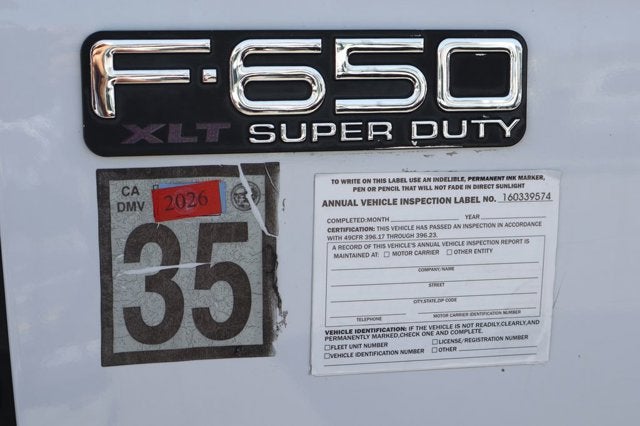 F-650
XLT SUPER DUTY
CA
DMV
2026
35
TO WRITE ON THIS LABEL USE AN INDELIBLE, PERMANENT INK MARKER,
PEN OR PENCIL THAT WILL NOT FADE IN DIRECT SUNLIGHT
ANNUAL VEHICLE INSPECTION LABEL NO. 160339574
COMPLETED:MONTH YEAR
CERTIFICATION: THIS VEHICLE HAS PASSED AN INSPECTION IN ACCORDANCE
WITH 49CFR 396.17 THROUGH 396.23.
A RECORD OF THIS VEHICLE'S ANNUAL VEHICLE INSPECTION REPORT IS
MAINTAINED AT: ☐ MOTOR CARRIER ☐ OTHER ENTITY
COMPANY/NAME
STREET
CITY,STATE,ZIP CODE
TELEPHONE MOTOR CARRIER IDENTIFICATION NUMBER
VEHICLE IDENTIFICATION: IF THE VEHICLE IS NOT READILY,CLEARLY,AND
PERMANENTLY MARKED,CHECK ONE AND COMPLETE.
☐FLEET UNIT NUMBER ☐LICENSE/REGISTRATION NUMBER
☐VEHICLE IDENTIFICATION NUMBER ☐OTHER